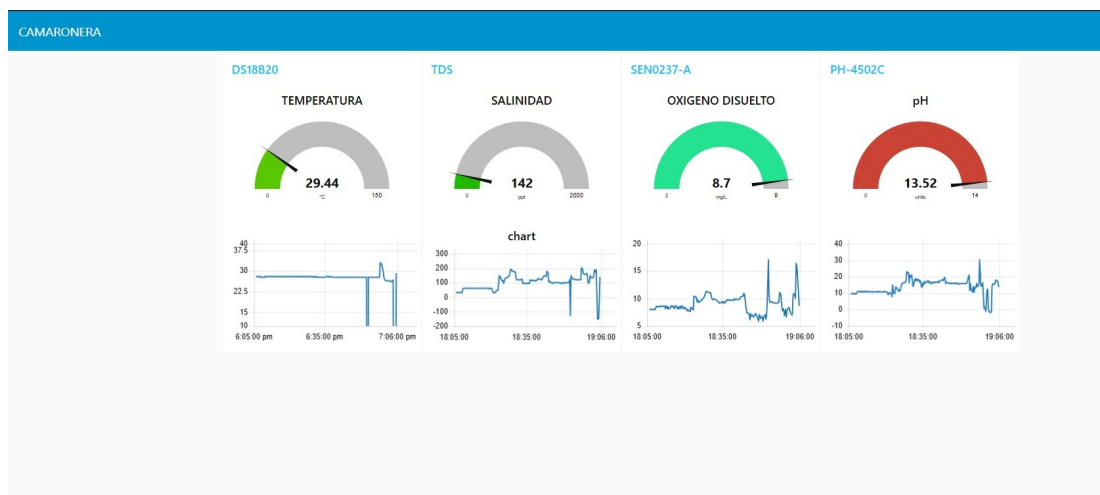 CAMARONERA
DS18B20
TEMPERATURA
29.44
0
°C
150
40
37.5
30
22.5
15
10
6:05:00 pm
6:35:00 pm
7:06:00 pm
TDS
SALINIDAD
142
0
ppt
2000
chart
300
200
100
0
-100
-200
18:05:00
18:35:00
19:06:00
SEN0237-A
OXIGENO DISUELTO
8.7
2
mg/L
9
20
15
10
5
18:05:00
18:35:00
19:06:00
PH-4502C
pH
13.52
0
units
14
40
30
20
10
0
-10
18:05:00
18:35:00
19:06:00